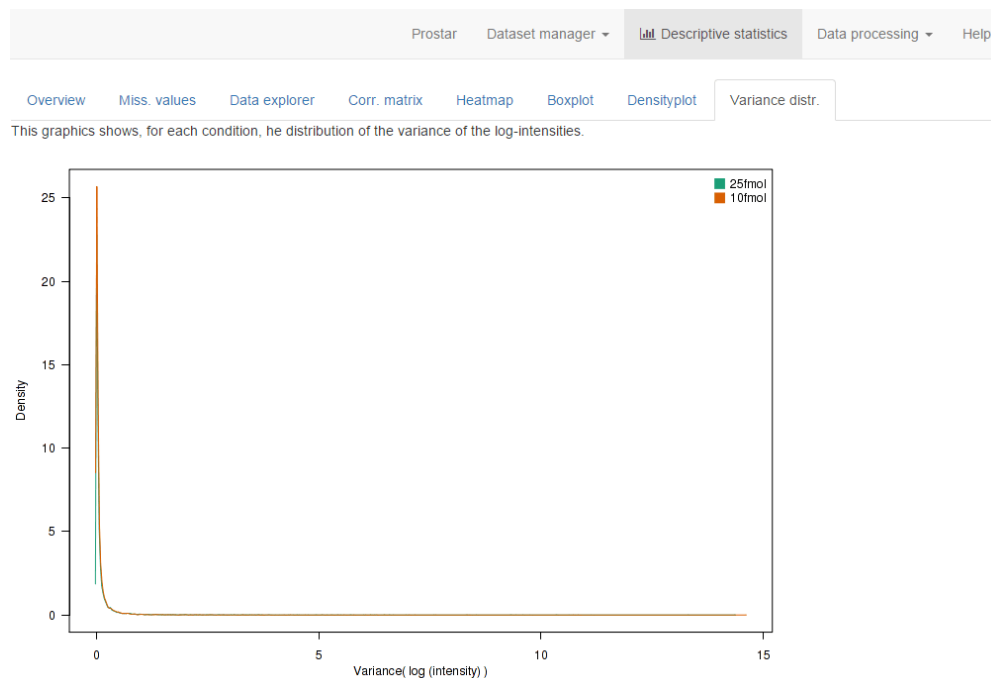 Prostar Dataset manager Descriptive statistics Data processing Help
Overview Miss. values Data explorer Corr. matrix Heatmap Boxplot Densityplot Variance distr.
This graphics shows, for each condition, he distribution of the variance of the log-intensities.
25fmol
10fmol
25
20
15
10
5
0
Density
0 5 10 15
Variance( log (intensity) )